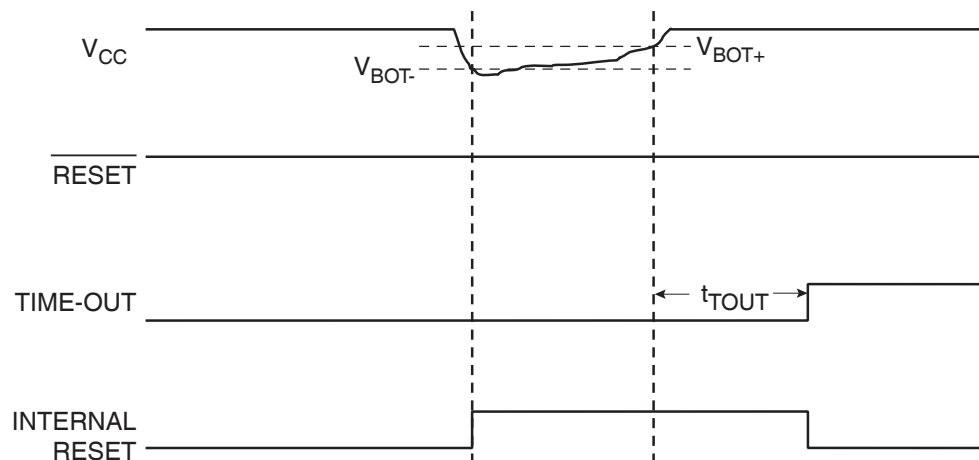 VCC
VBOT-
VBOT+
RESET
TIME-OUT
tTOUT
INTERNAL
RESET